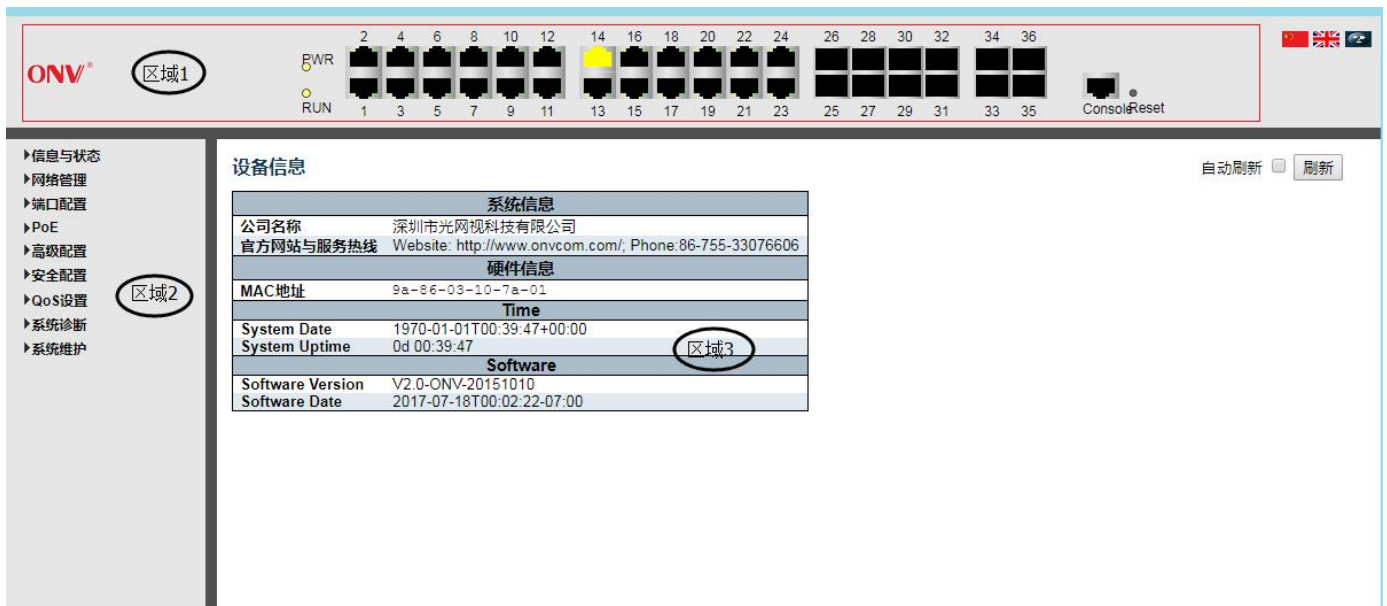 2 4 6 8 10 12 14 16 18 20 22 24 26 28 30 32 34 36
ONV®
区域1
PWR
RUN
1 3 5 7 9 11 13 15 17 19 21 23 25 27 29 31 33 35
Console
Reset
信息与状态
网络管理
端口配置
PoE
高级配置
安全配置
QoS设置
系统诊断
系统维护
区域2
设备信息
自动刷新 刷新
系统信息
公司名称 深圳市光网视科技有限公司
官方网站与服务热线 Website: http://www.onvcom.com/; Phone:86-755-33076606
硬件信息
MAC地址 9a-86-03-10-7a-01
Time
System Date 1970-01-01T00:39:47+00:00
System Uptime 0d 00:39:47
区域3
Software
Software Version V2.0-ONV-20151010
Software Date 2017-07-18T00:02:22-07:00